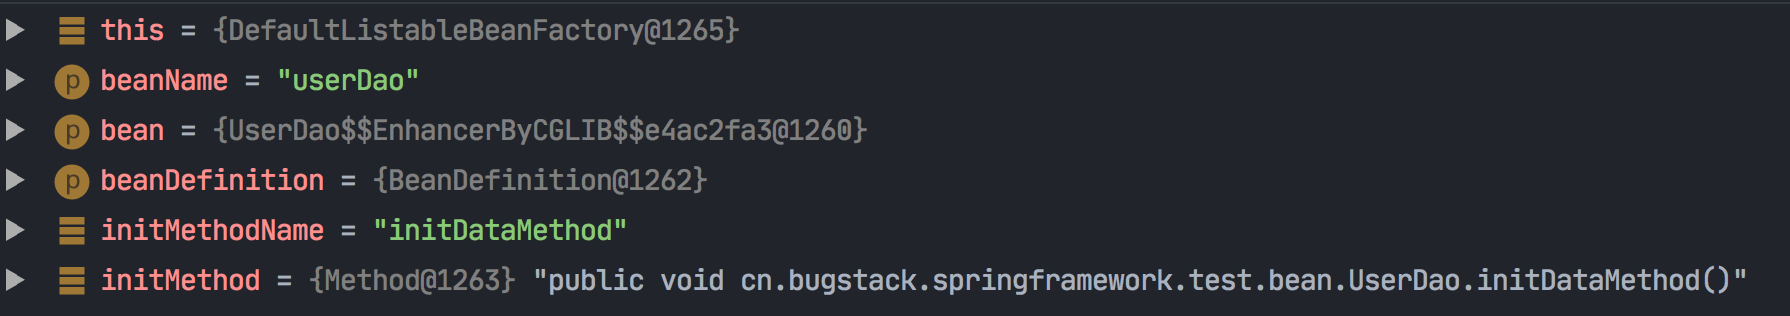 this = {DefaultListableBeanFactory@1265}
p beanName = "userDao"
p bean = {UserDao$$EnhancerByCGLIB$$e4ac2fa3@1260}
p beanDefinition = {BeanDefinition@1262}
initMethodName = "initDataMethod"
initMethod = {Method@1263} "public void cn.bugstack.springframework.test.bean.UserDao.initDataMethod()"